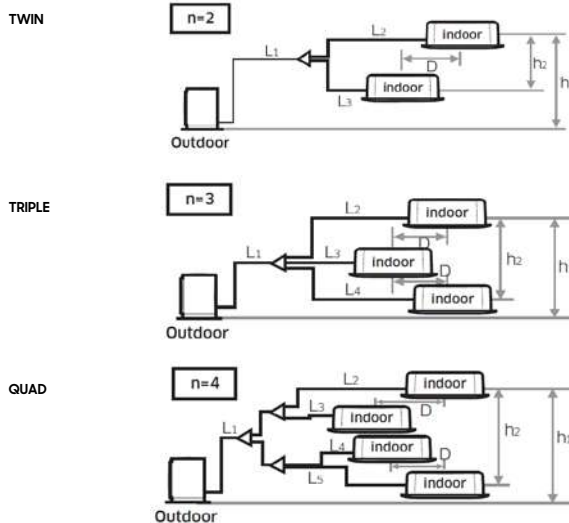 TWIN
n=2
L1
L2
indoor
D
h2
h
indoor
L3
Outdoor
TRIPLE
n=3
L2
indoor
D
L1
L3
indoor
h2
h
D
L4
indoor
Outdoor
QUAD
n=4
L2
indoor
D
L3
indoor
L1
L4
indoor
h2
h1
D
L5
indoor
Outdoor